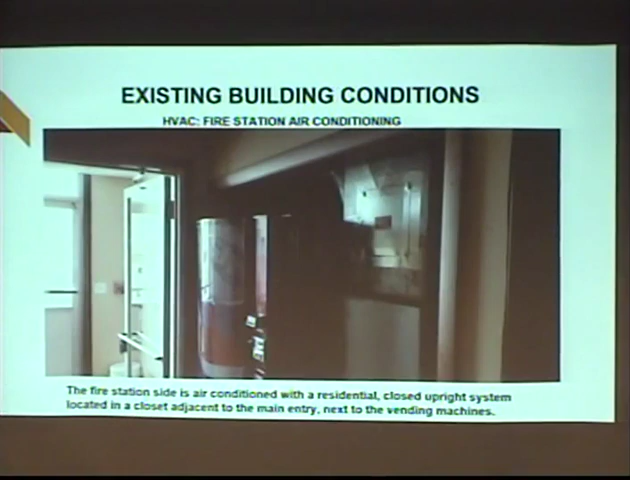 EXISTING BUILDING CONDITIONS
HVAC: FIRE STATION AIR CONDITIONING
The fire station side is air conditioned with a residential, closed upright system
located in a closet adjacent to the main entry, next to the vending machines.